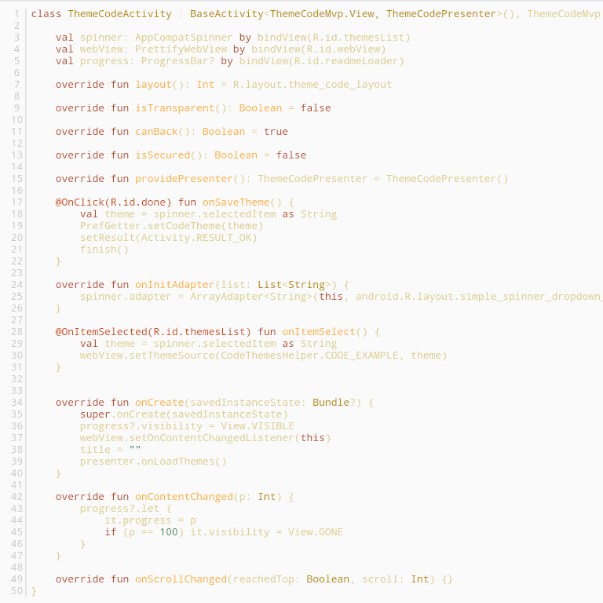 1 class ThemeCodeActivity : BaseActivity<ThemeCodeMvp.View, ThemeCodePresenter>(), ThemeCodeMvp
2
3 val spinner: AppCompatSpinner by bindView(R.id.themesList)
4 val webView: PrettifyWebView by bindView(R.id.webView)
5 val progress: ProgressBar? by bindView(R.id.readmeLoader)
6
7 override fun layout(): Int = R.layout.theme_code_layout
8
9 override fun isTransparent(): Boolean = false
10
11 override fun canBack(): Boolean = true
12
13 override fun isSecured(): Boolean = false
14
15 override fun providePresenter(): ThemeCodePresenter = ThemeCodePresenter()
16
17 @OnClick(R.id.done) fun onSaveTheme() {
18 val theme = spinner.selectedItem as String
19 PrefGetter.setCodeTheme(theme)
20 setResult(Activity.RESULT_OK)
21 finish()
22 }
23
24 override fun onInitAdapter(list: List<String>) {
25 spinner.adapter = ArrayAdapter<String>(this, android.R.layout.simple_spinner_dropdown_
26 }
27
28 @OnItemSelected(R.id.themesList) fun onItemSelect() {
29 val theme = spinner.selectedItem as String
30 webView.setThemeSource(CodeThemesHelper.CODE_EXAMPLE, theme)
31 }
32
33
34 override fun onCreate(savedInstanceState: Bundle?) {
35 super.onCreate(savedInstanceState)
36 progress?.visibility = View.VISIBLE
37 webView.setOnContentChangedListener(this)
38 title = ""
39 presenter.onLoadThemes()
40 }
41
42 override fun onContentChanged(p: Int) {
43 progress?.let {
44 it.progress = p
45 if (p == 100) it.visibility = View.GONE
46 }
47 }
48
49 override fun onScrollChanged(reachedTop: Boolean, scroll: Int) {}
50 }